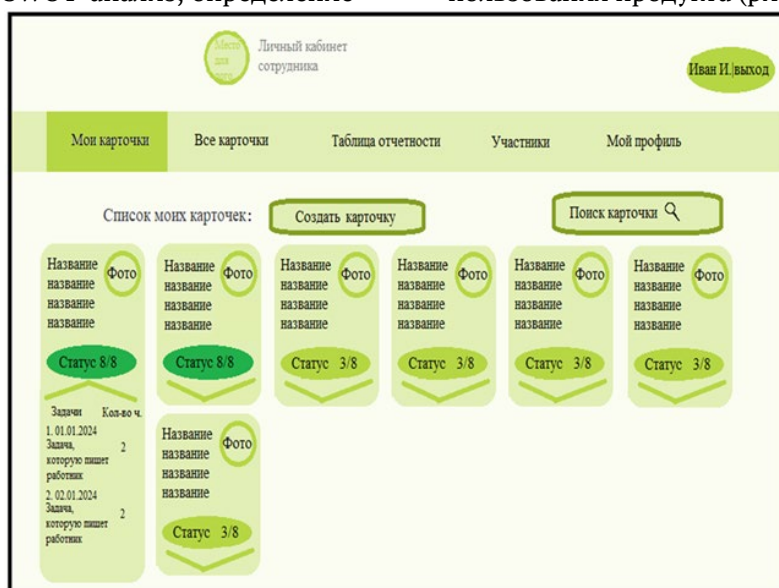 анализ, определение
Место
для
лого
Личный кабинет
сотрудника
Иван И.|выход
Мои карточки Все карточки Таблица отчетности Участники Мой профиль
Список моих карточек: Создать карточку Поиск карточки
Название
название
название
название
Фото
Статус 8/8
Название
название
название
название
Фото
Статус 8/8
Название
название
название
название
Фото
Статус 3/8
Название
название
название
название
Фото
Статус 3/8
Название
название
название
название
Фото
Статус 3/8
Название
название
название
название
Фото
Статус 3/8
Задачи Кол-во ч.
1. 01.01.2024
Задача,
которую пишет
работник
2
2. 02.01.2024
Задача,
которую пишет
работник
2
Название
название
название
название
Фото
Статус 3/8